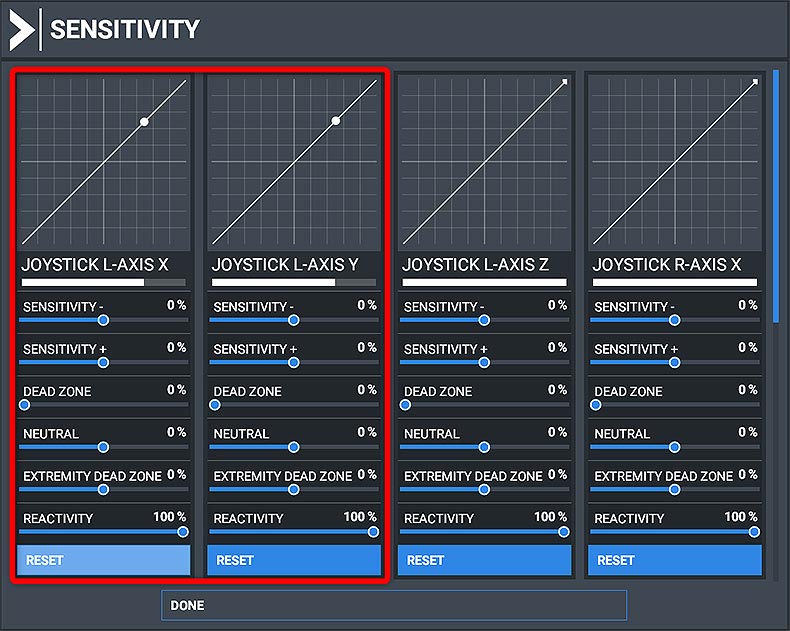 SENSITIVITY
JOYSTICK L-AXIS X
SENSITIVITY - 0 %
SENSITIVITY + 0 %
DEAD ZONE 0 %
NEUTRAL 0 %
EXTREMITY DEAD ZONE 0 %
REACTIVITY 100 %
RESET
JOYSTICK L-AXIS Y
SENSITIVITY - 0 %
SENSITIVITY + 0 %
DEAD ZONE 0 %
NEUTRAL 0 %
EXTREMITY DEAD ZONE 0 %
REACTIVITY 100 %
RESET
JOYSTICK L-AXIS Z
SENSITIVITY - 0 %
SENSITIVITY + 0 %
DEAD ZONE 0 %
NEUTRAL 0 %
EXTREMITY DEAD ZONE 0 %
REACTIVITY 100 %
RESET
JOYSTICK R-AXIS X
SENSITIVITY - 0 %
SENSITIVITY + 0 %
DEAD ZONE 0 %
NEUTRAL 0 %
EXTREMITY DEAD ZONE 0 %
REACTIVITY 100 %
RESET
DONE